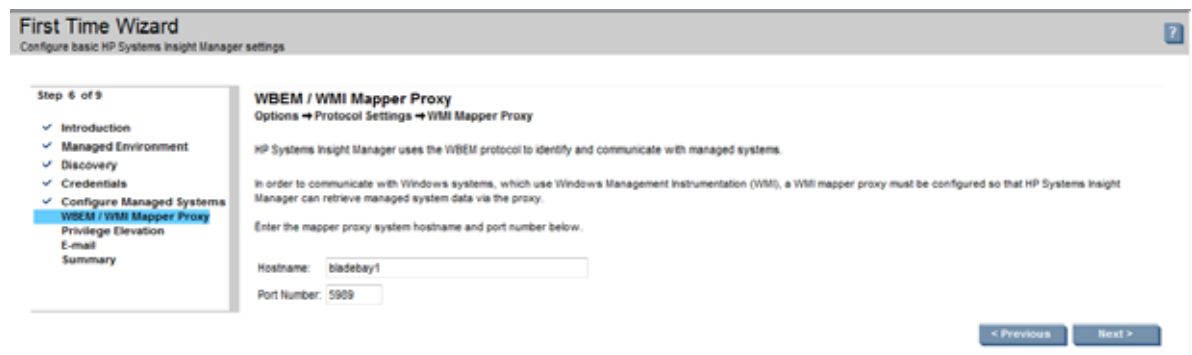 First Time Wizard
Configure basic HP Systems Insight Manager settings
?
Step 6 of 9
Introduction
Managed Environment
Discovery
Credentials
Configure Managed Systems
WBEM / WMI Mapper Proxy
Privilege Elevation
E-mail
Summary
WBEM / WMI Mapper Proxy
Options → Protocol Settings → WMI Mapper Proxy
HP Systems Insight Manager uses the WBEM protocol to identify and communicate with managed systems.
In order to communicate with Windows systems, which use Windows Management Instrumentation (WMI), a WMI mapper proxy must be configured so that HP Systems Insight
Manager can retrieve managed system data via the proxy.
Enter the mapper proxy system hostname and port number below.
Hostname: bladebay1
Port Number: 5989
< Previous Next >